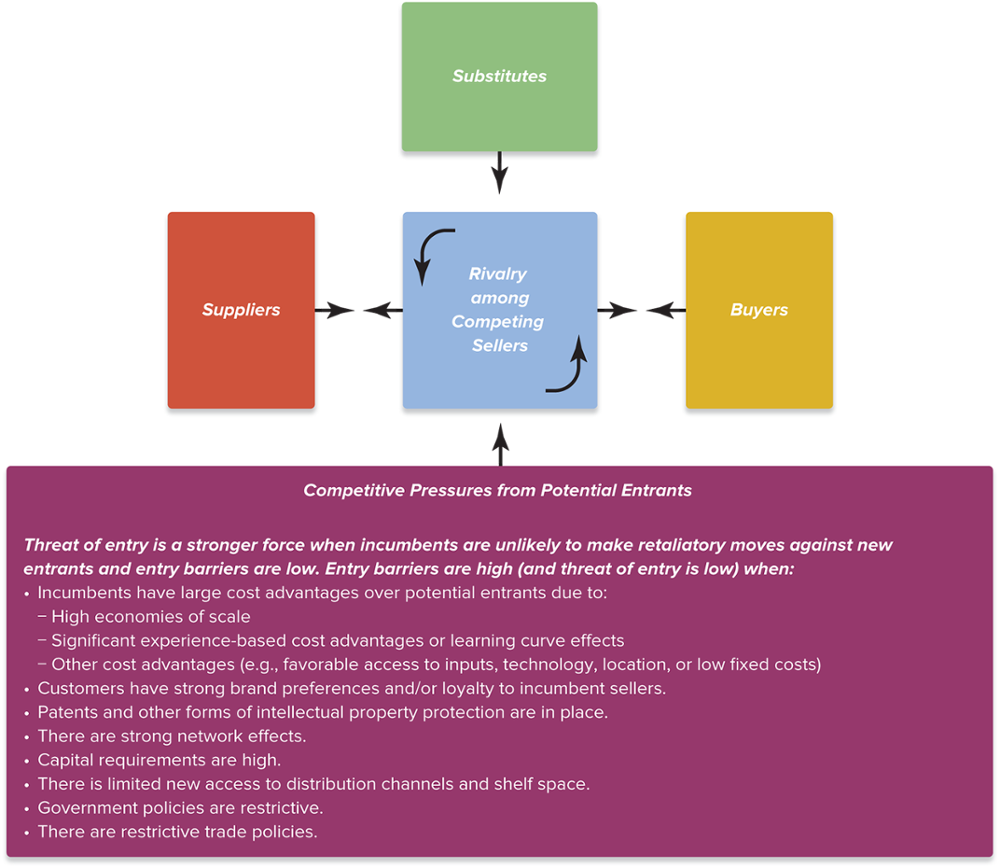 Substitutes
Suppliers
Rivalry
among
Competing
Sellers
Buyers
Competitive Pressures from Potential Entrants
Threat of entry is a stronger force when incumbents are unlikely to make retaliatory moves against new
entrants and entry barriers are low. Entry barriers are high (and threat of entry is low) when:
• Incumbents have large cost advantages over potential entrants due to:
– High economies of scale
– Significant experience-based cost advantages or learning curve effects
– Other cost advantages (e.g., favorable access to inputs, technology, location, or low fixed costs)
• Customers have strong brand preferences and/or loyalty to incumbent sellers.
• Patents and other forms of intellectual property protection are in place.
• There are strong network effects.
• Capital requirements are high.
• There is limited new access to distribution channels and shelf space.
• Government policies are restrictive.
• There are restrictive trade policies.